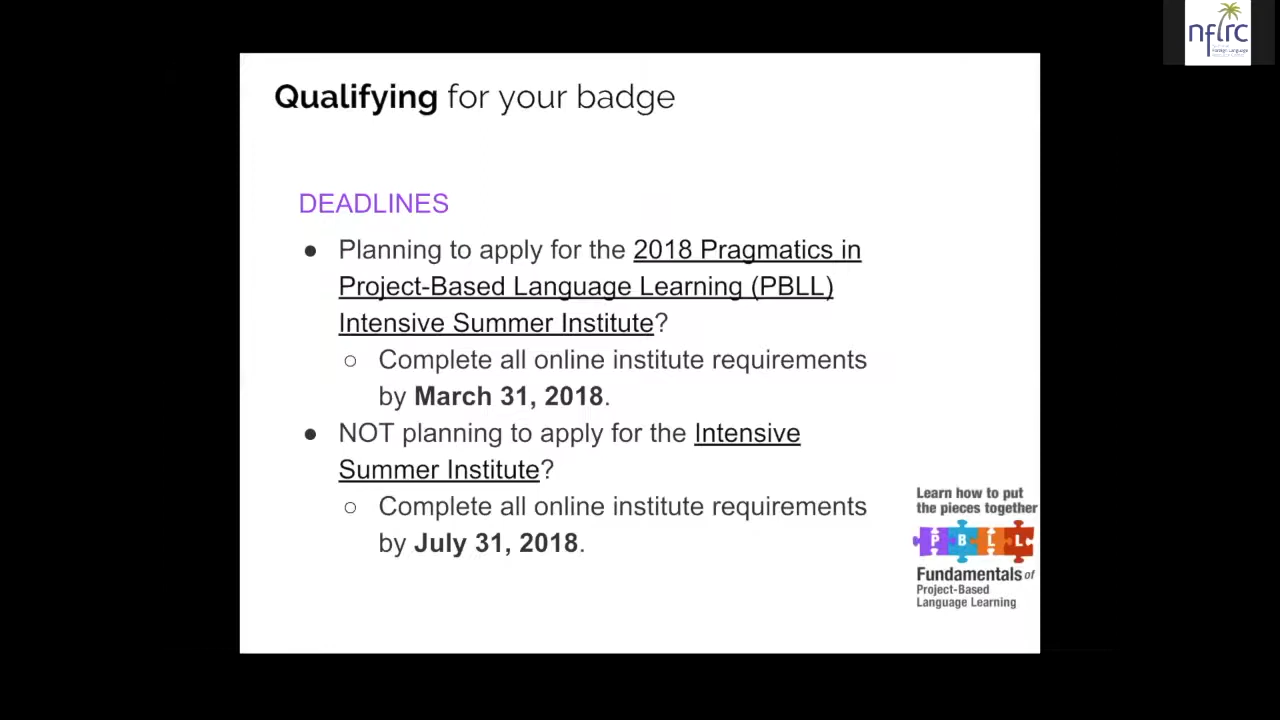 nflrc
Qualifying for your badge
DEADLINES
● Planning to apply for the 2018 Pragmatics in
Project-Based Language Learning (PBLL)
Intensive Summer Institute?
○ Complete all online institute requirements
by March 31, 2018.
● NOT planning to apply for the Intensive
Summer Institute?
○ Complete all online institute requirements
by July 31, 2018.
Learn how to put
the pieces together
P B L L
Fundamentals of
Project-Based
Language Learning